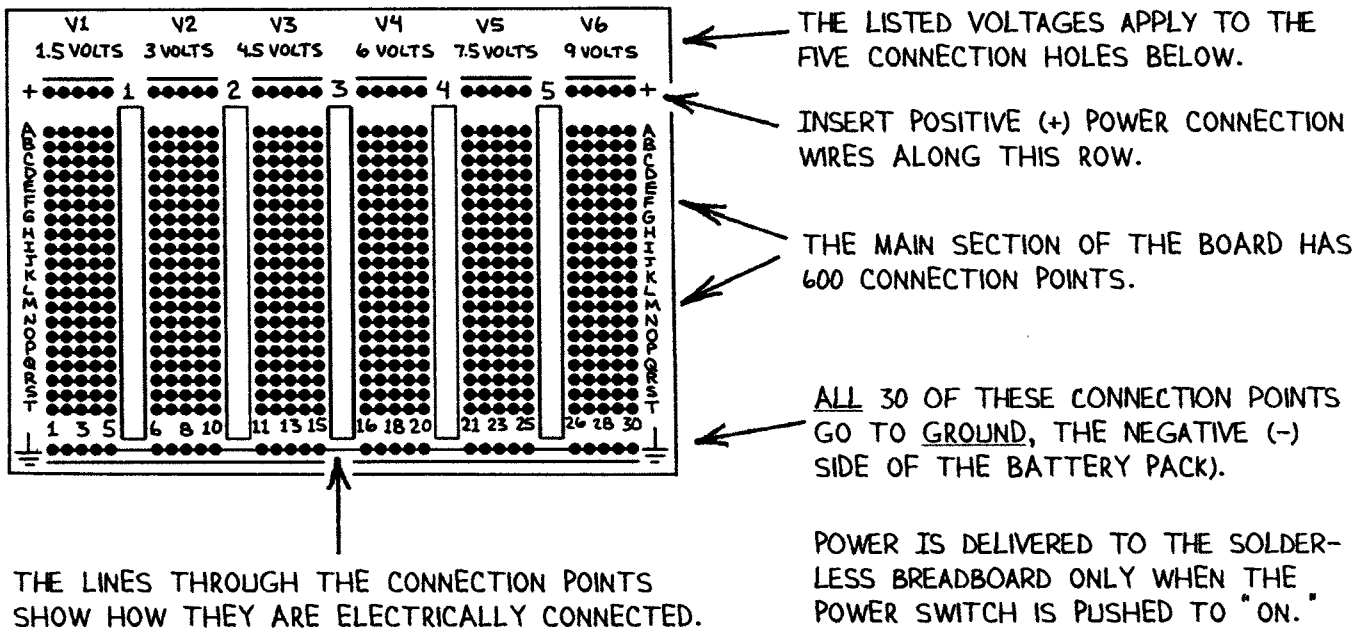 V1 V2 V3 V4 V5 V6
1.5 VOLTS 3 VOLTS 4.5 VOLTS 6 VOLTS 7.5 VOLTS 9 VOLTS
+ 1 2 3 4 5 +
A A
B B
C C
D D
E E
F F
G G
H H
I I
J J
K K
L L
M M
N N
O O
P P
Q Q
R R
S S
T T
1 3 5 6 8 10 11 13 15 16 18 20 21 23 25 26 28 30
THE LISTED VOLTAGES APPLY TO THE
FIVE CONNECTION HOLES BELOW.
INSERT POSITIVE (+) POWER CONNECTION
WIRES ALONG THIS ROW.
THE MAIN SECTION OF THE BOARD HAS
600 CONNECTION POINTS.
ALL 30 OF THESE CONNECTION POINTS
GO TO GROUND, THE NEGATIVE (-)
SIDE OF THE BATTERY PACK).
POWER IS DELIVERED TO THE SOLDER-
LESS BREADBOARD ONLY WHEN THE
POWER SWITCH IS PUSHED TO "ON."
THE LINES THROUGH THE CONNECTION POINTS
SHOW HOW THEY ARE ELECTRICALLY CONNECTED.